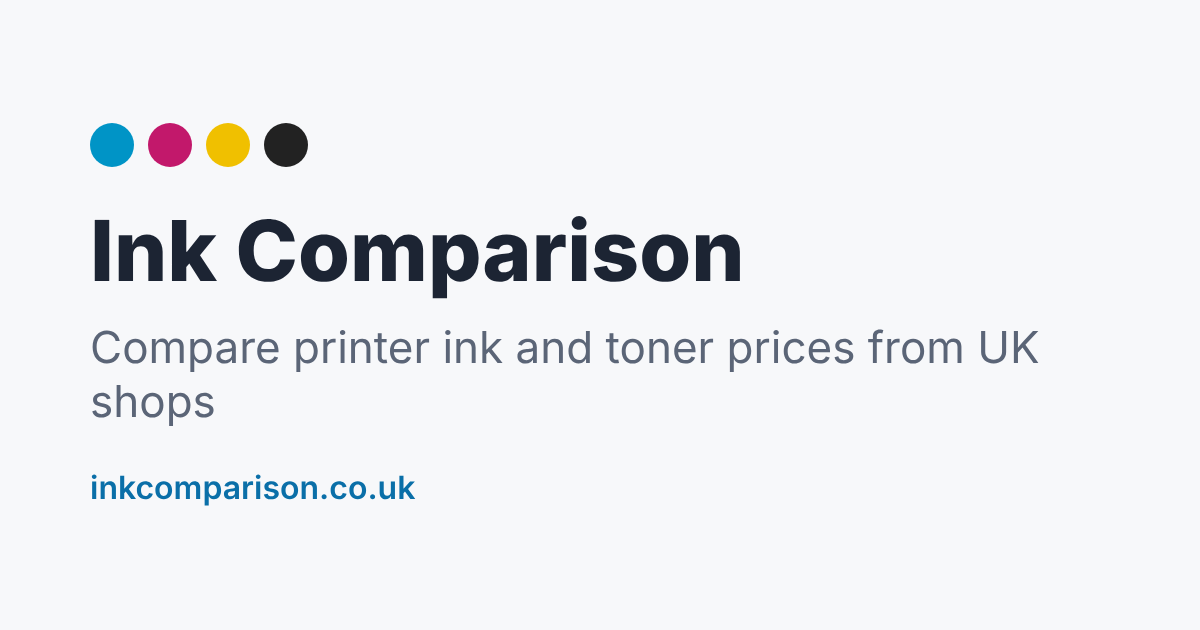 Ink Comparison
Compare printer ink and toner prices from UK
shops
inkcomparison.co.uk